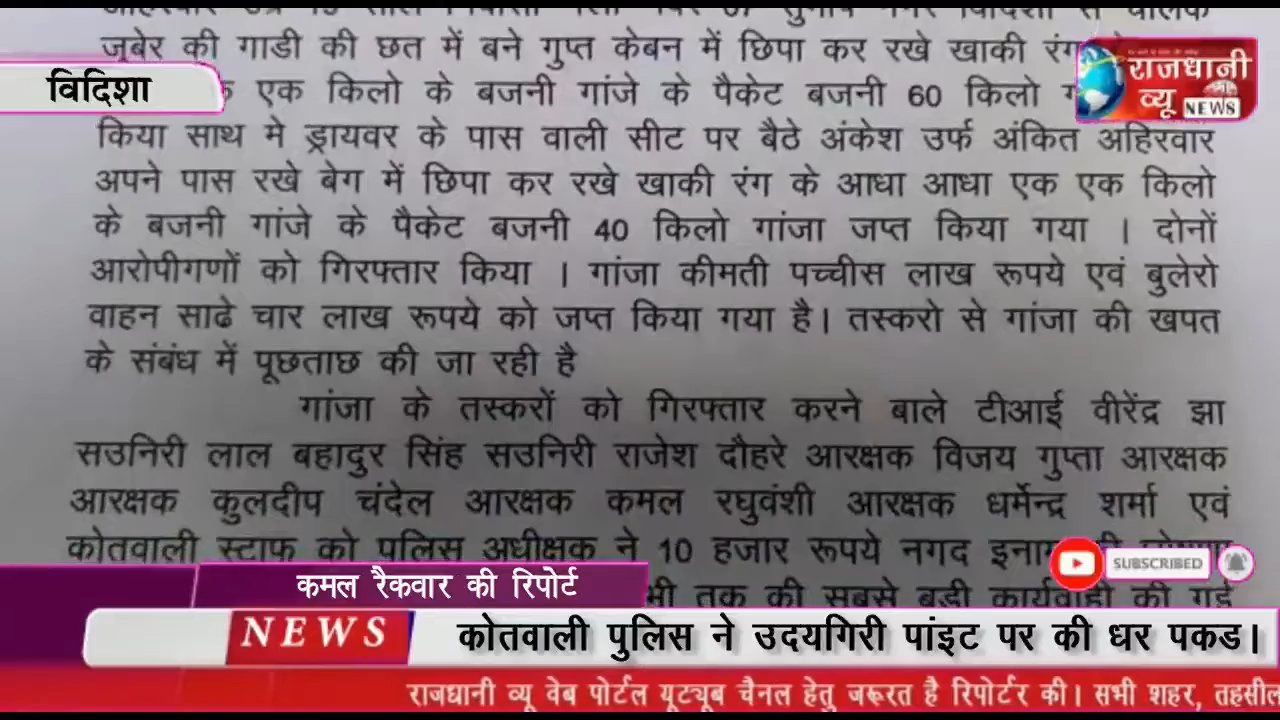 जुबेर की गाडी की छत में बने गुप्त केबन में छिपा कर रखे खाकी रंग
विदिशा
एक किलो के बजनी गांजे के पैकेट बजनी 60 किलो
राजधानी
व्यू NEWS
किया साथ मे ड्रायवर के पास वाली सीट पर बैठे अंकेश उर्फ अंकित अहिरवार
अपने पास रखे बेग में छिपा कर रखे खाकी रंग के आधा आधा एक एक किलो
के बजनी गांजे के पैकेट बजनी 40 किलो गांजा जप्त किया गया । दोनों
आरोपीगणों को गिरफ्तार किया । गांजा कीमती पच्चीस लाख रूपये एवं बुलेरो
वाहन साढे चार लाख रूपये को जप्त किया गया है। तस्करो से गांजा की खपत
के संबंध में पूछताछ की जा रही है
गांजा के तस्करों को गिरफ्तार करने बाले टीआई वीरेंद्र झा
सउनिरी लाल बहादुर सिंह सउनिरी राजेश दौहरे आरक्षक विजय गुप्ता आरक्षक
आरक्षक कुलदीप चंदेल आरक्षक कमल रघुवंशी आरक्षक धर्मेन्द्र शर्मा एवं
कोतवाली स्टाफ को पुलिस अधीक्षक ने 10 हजार रूपये नगद इनाम
SUBSCRIBED
कमल रैकवार की रिपोर्ट
तक की सबसे बडी कार्यवाही की गई
NEWS
कोतवाली पुलिस ने उदयगिरी पांइट पर की धर पकड।
राजधानी व्यू वेब पोर्टल यूट्यूब चैनल हेतु जरूरत है रिपोर्टर की। सभी शहर, तहसील